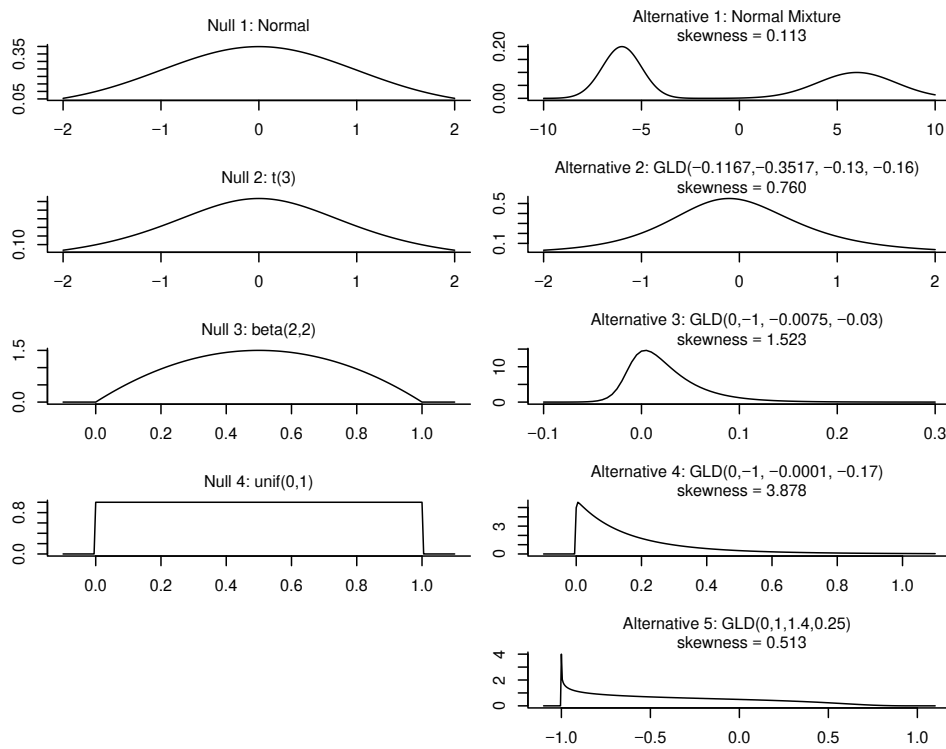 Null 1: Normal
0.05 0.35
−2 −1 0 1 2
Alternative 1: Normal Mixture
skewness = 0.113
0.00 0.20
−10 −5 0 5 10
Null 2: t(3)
0.10
−2 −1 0 1 2
Alternative 2: GLD(−0.1167,−0.3517, −0.13, −0.16)
skewness = 0.760
0.1 0.5
−2 −1 0 1 2
Null 3: beta(2,2)
0.0 1.5
0.0 0.2 0.4 0.6 0.8 1.0
Alternative 3: GLD(0,−1, −0.0075, −0.03)
skewness = 1.523
0 10
−0.1 0.0 0.1 0.2 0.3
Null 4: unif(0,1)
0.0 0.8
0.0 0.2 0.4 0.6 0.8 1.0
Alternative 4: GLD(0,−1, −0.0001, −0.17)
skewness = 3.878
0 3
0.0 0.2 0.4 0.6 0.8 1.0
Alternative 5: GLD(0,1,1.4,0.25)
skewness = 0.513
0 2 4
−1.0 −0.5 0.0 0.5 1.0